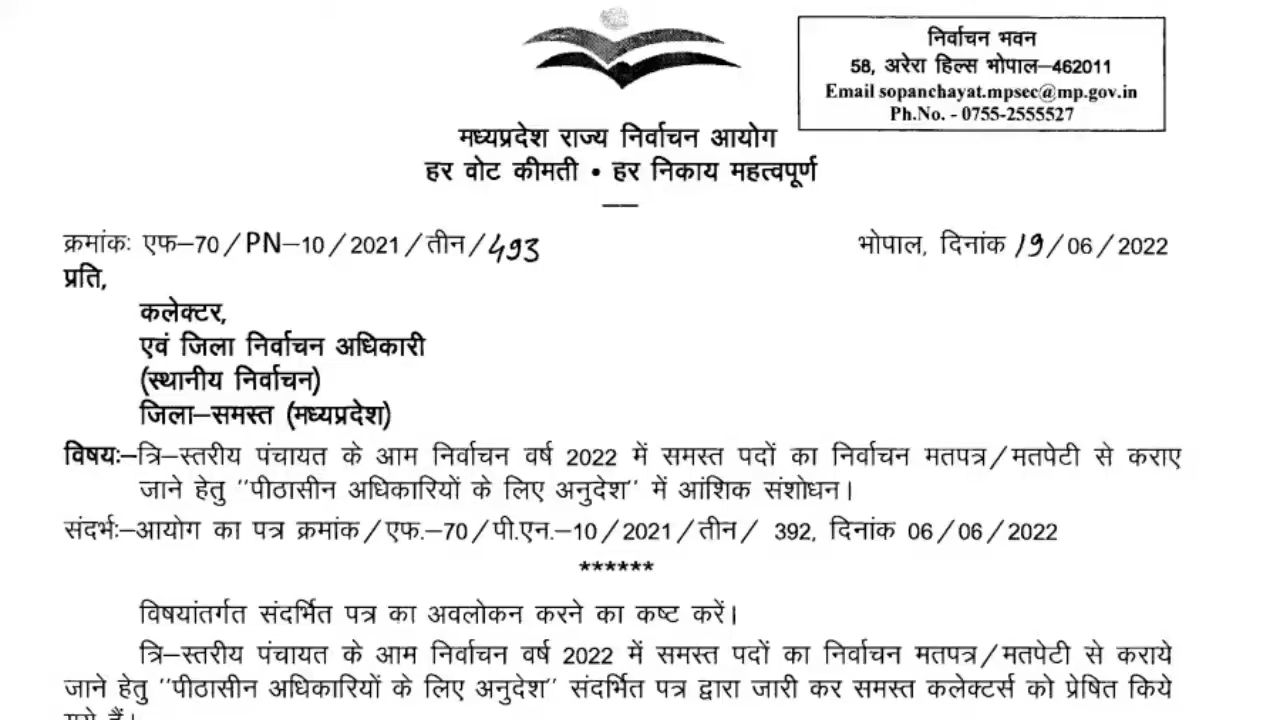 निर्वाचन भवन
58, अरेरा हिल्स भोपाल–462011
Email sopanchayat.mpsec@mp.gov.in
Ph.No. - 0755-2555527
मध्यप्रदेश राज्य निर्वाचन आयोग
हर वोट कीमती • हर निकाय महत्वपूर्ण
क्रमांकः एफ–70/PN–10/2021/तीन/493
भोपाल, दिनांक 19/06/2022
प्रति,
कलेक्टर,
एवं जिला निर्वाचन अधिकारी
(स्थानीय निर्वाचन)
जिला–समस्त (मध्यप्रदेश)
विषयः–त्रि–स्तरीय पंचायत के आम निर्वाचन वर्ष 2022 में समस्त पदों का निर्वाचन मतपत्र/मतपेटी से कराए
जाने हेतु "पीठासीन अधिकारियों के लिए अनुदेश" में आंशिक संशोधन।
संदर्भः–आयोग का पत्र क्रमांक/एफ.–70/पी.एन.–10/2021/तीन/ 392, दिनांक 06/06/2022
******
विषयांतर्गत संदर्भित पत्र का अवलोकन करने का कष्ट करें।
त्रि–स्तरीय पंचायत के आम निर्वाचन वर्ष 2022 में समस्त पदों का निर्वाचन मतपत्र/मतपेटी से कराये
जाने हेतु "पीठासीन अधिकारियों के लिए अनुदेश" संदर्भित पत्र द्वारा जारी कर समस्त कलेक्टर्स को प्रेषित किये
गये हैं।